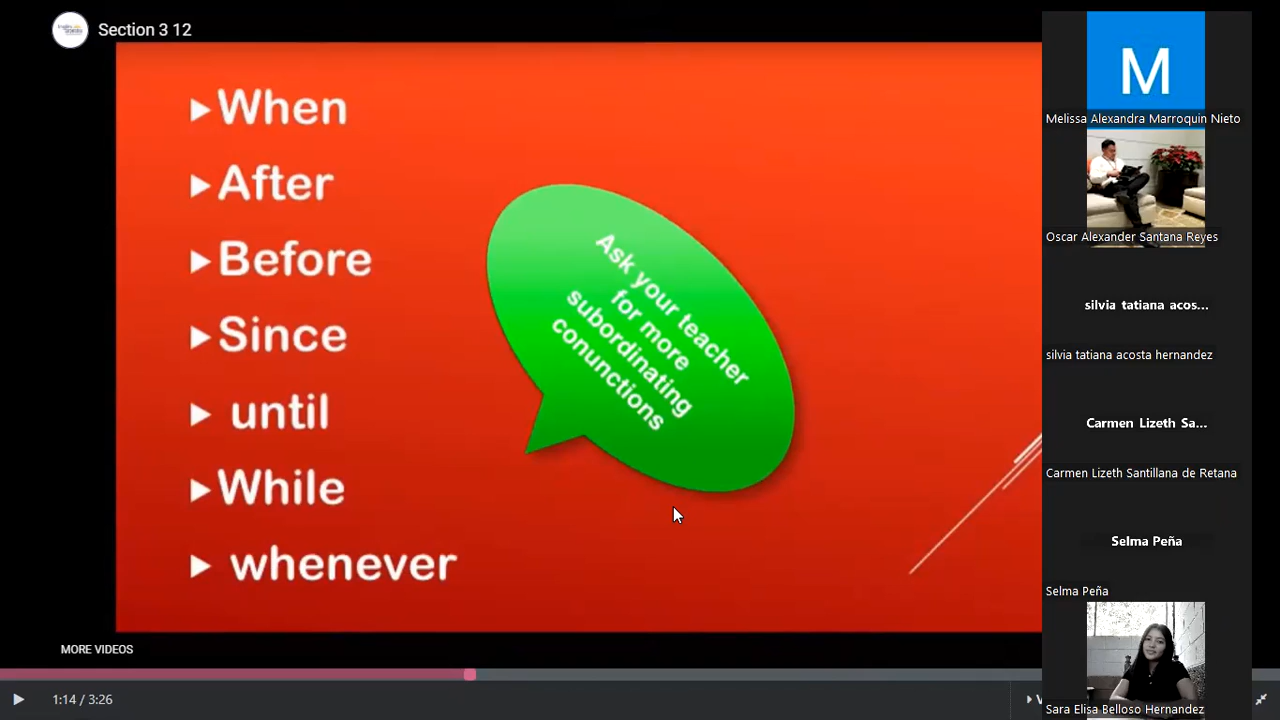 Section 3 12
When
After
Before
Since
until
While
whenever
Ask your teacher
for more
subordinating
conunctions
MORE VIDEOS
1:14 / 3:26
M
Melissa Alexandra Marroquin Nieto
Oscar Alexander Santana Reyes
silvia tatiana acos...
silvia tatiana acosta hernandez
Carmen Lizeth Sa...
Carmen Lizeth Santillana de Retana
Selma Peña
Selma Peña
Sara Elisa Belloso Hernandez